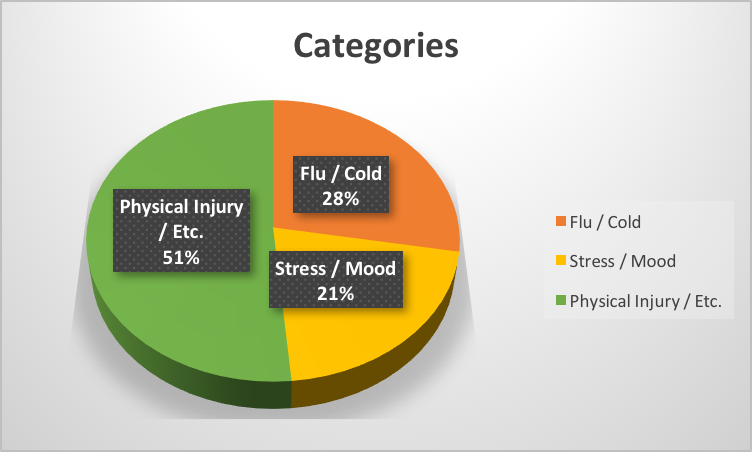 Categories
Flu / Cold
28%
Physical Injury
/ Etc.
51%
Stress / Mood
21%
Flu / Cold
Stress / Mood
Physical Injury / Etc.